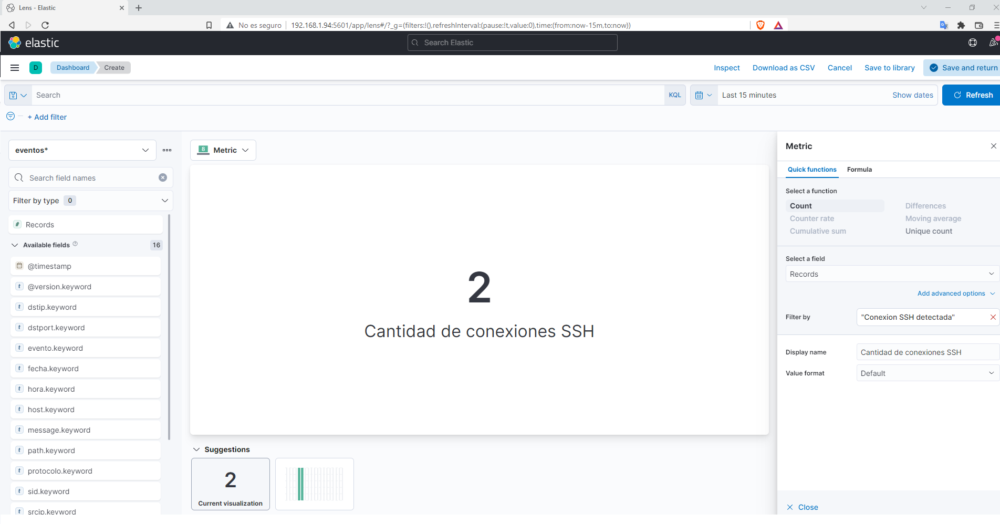 Lens - Elastic
No es seguro
192.168.1.94:5601/app/lens#/?_g=(filters:!(),refreshInterval:(pause:!t,value:0),time:(from:now-15m,to:now))
elastic
Search Elastic
D
Dashboard
Create
Inspect
Download as CSV
Cancel
Save to library
Save and return
Search
KQL
Last 15 minutes
Show dates
Refresh
+ Add filter
eventos*
Search field names
Filter by type 0
# Records
Available fields 16
@timestamp
t @version.keyword
t dstip.keyword
t dstport.keyword
t evento.keyword
t fecha.keyword
t hora.keyword
t host.keyword
t message.keyword
t path.keyword
t protocolo.keyword
t sid.keyword
t srcip.keyword
8 Metric
2
Cantidad de conexiones SSH
Suggestions
2
Current visualization
Metric
Quick functions
Formula
Select a function
Count
Differences
Counter rate
Moving average
Cumulative sum
Unique count
Select a field
Records
Add advanced options
Filter by
"Conexion SSH detectada"
Display name
Cantidad de conexiones SSH
Value format
Default
Close